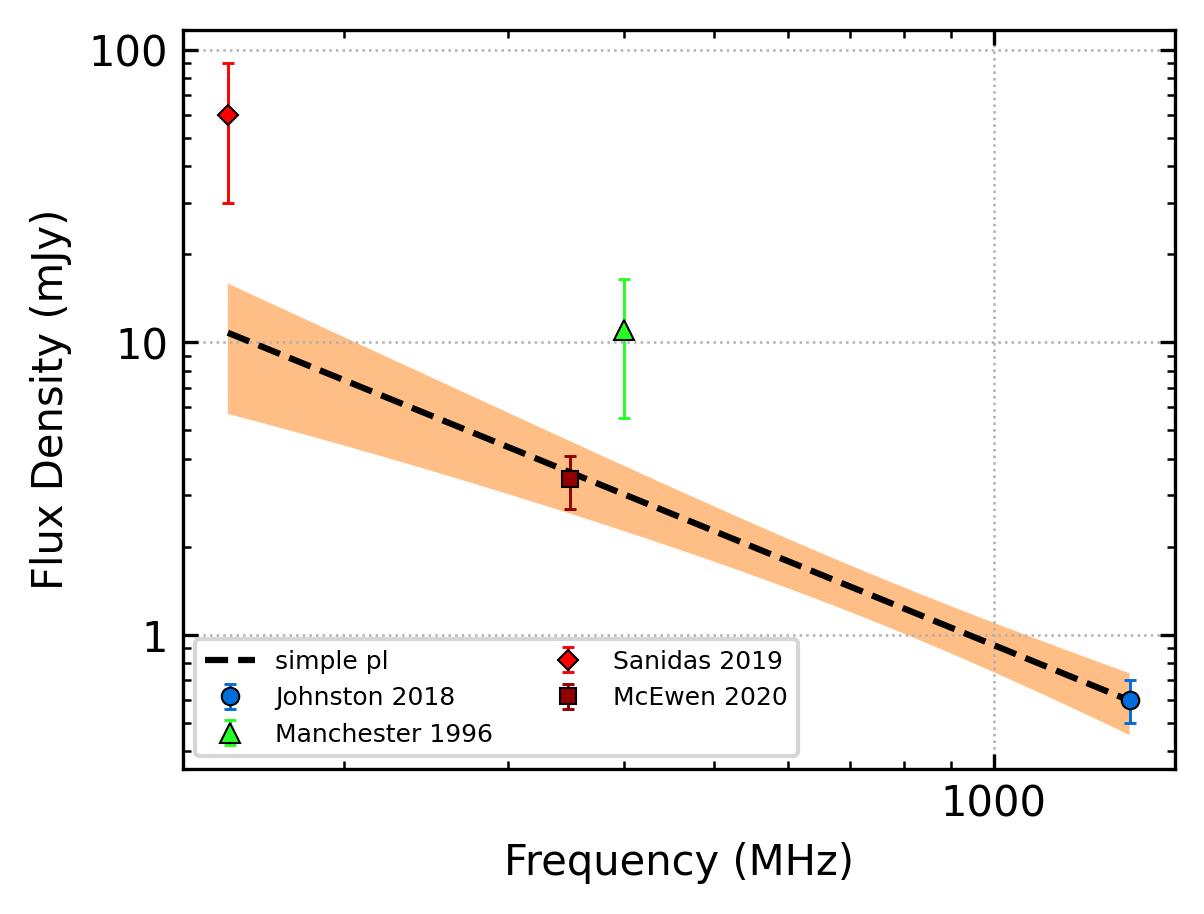 100
10
1
Flux Density (mJy)
simple pl
Johnston 2018
Manchester 1996
Sanidas 2019
McEwen 2020
1000
Frequency (MHz)